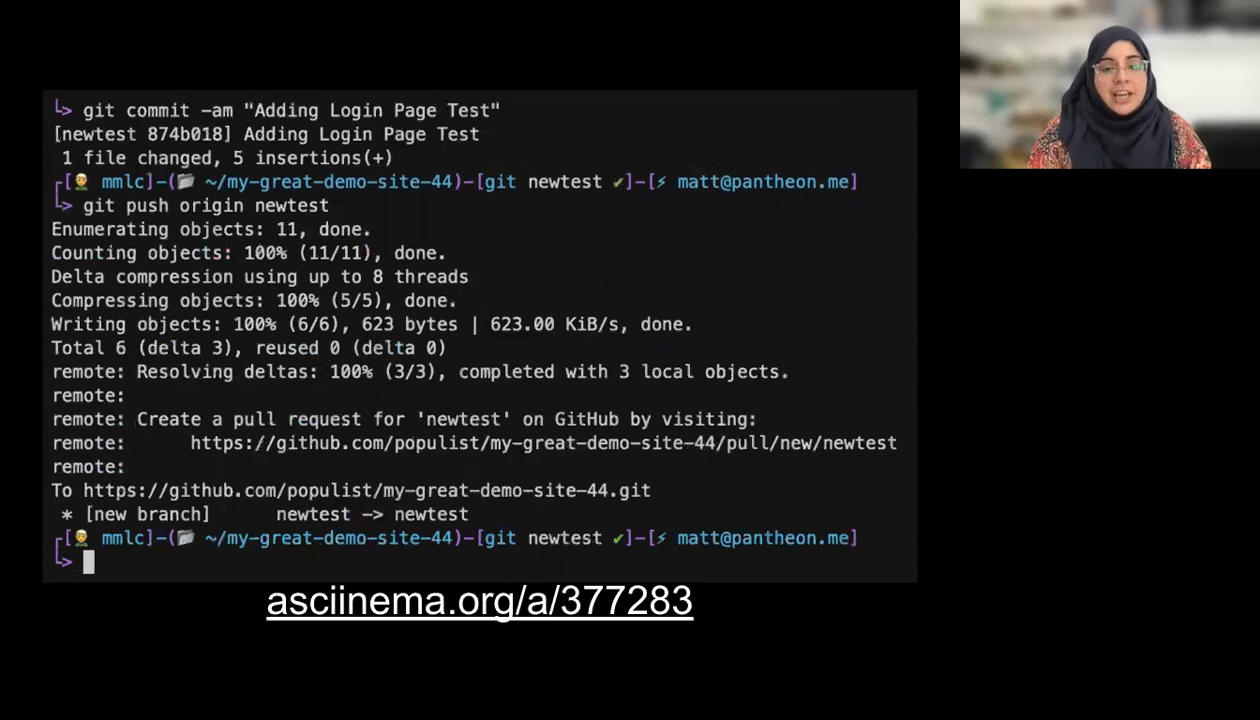 git commit -am "Adding Login Page Test"
[newtest 874b018] Adding Login Page Test
1 file changed, 5 insertions(+)
[mmlc]-(~/my-great-demo-site-44)-[git newtest ✔]-[⚡ matt@pantheon.me]
git push origin newtest
Enumerating objects: 11, done.
Counting objects: 100% (11/11), done.
Delta compression using up to 8 threads
Compressing objects: 100% (5/5), done.
Writing objects: 100% (6/6), 623 bytes | 623.00 KiB/s, done.
Total 6 (delta 3), reused 0 (delta 0)
remote: Resolving deltas: 100% (3/3), completed with 3 local objects.
remote:
remote: Create a pull request for 'newtest' on GitHub by visiting:
remote: https://github.com/populist/my-great-demo-site-44/pull/new/newtest
remote:
To https://github.com/populist/my-great-demo-site-44.git
* [new branch] newtest -> newtest
[mmlc]-(~/my-great-demo-site-44)-[git newtest ✔]-[⚡ matt@pantheon.me]
asciinema.org/a/377283